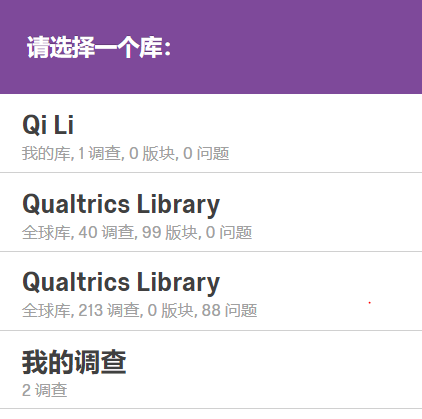 请选择一个库：
Qi Li
我的库, 1 调查, 0 版块, 0 问题
Qualtrics Library
全球库, 40 调查, 99 版块, 0 问题
Qualtrics Library
全球库, 213 调查, 0 版块, 88 问题
我的调查
2 调查